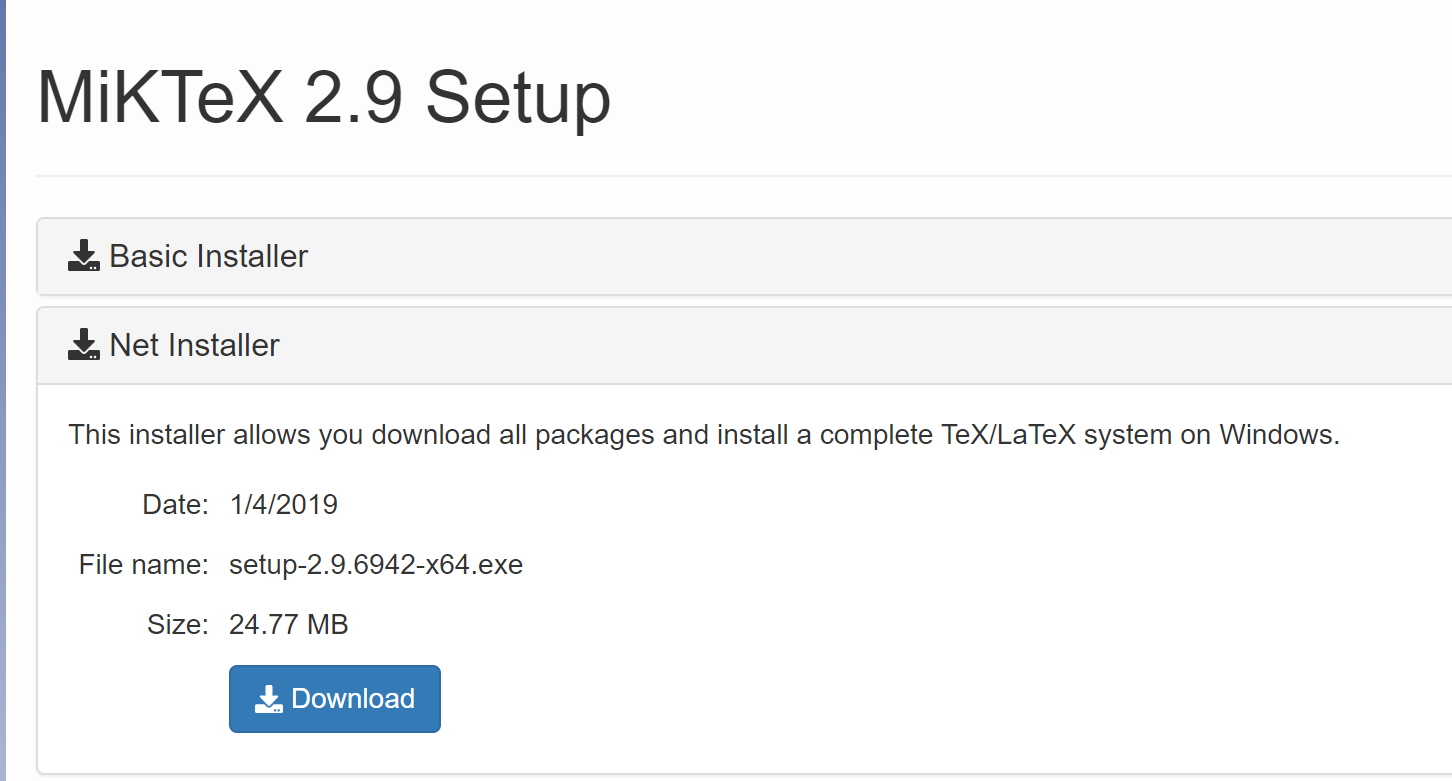 MiKTeX 2.9 Setup
Basic Installer
Net Installer
This installer allows you download all packages and install a complete TeX/LaTeX system on Windows.
Date: 1/4/2019
File name: setup-2.9.6942-x64.exe
Size: 24.77 MB
Download